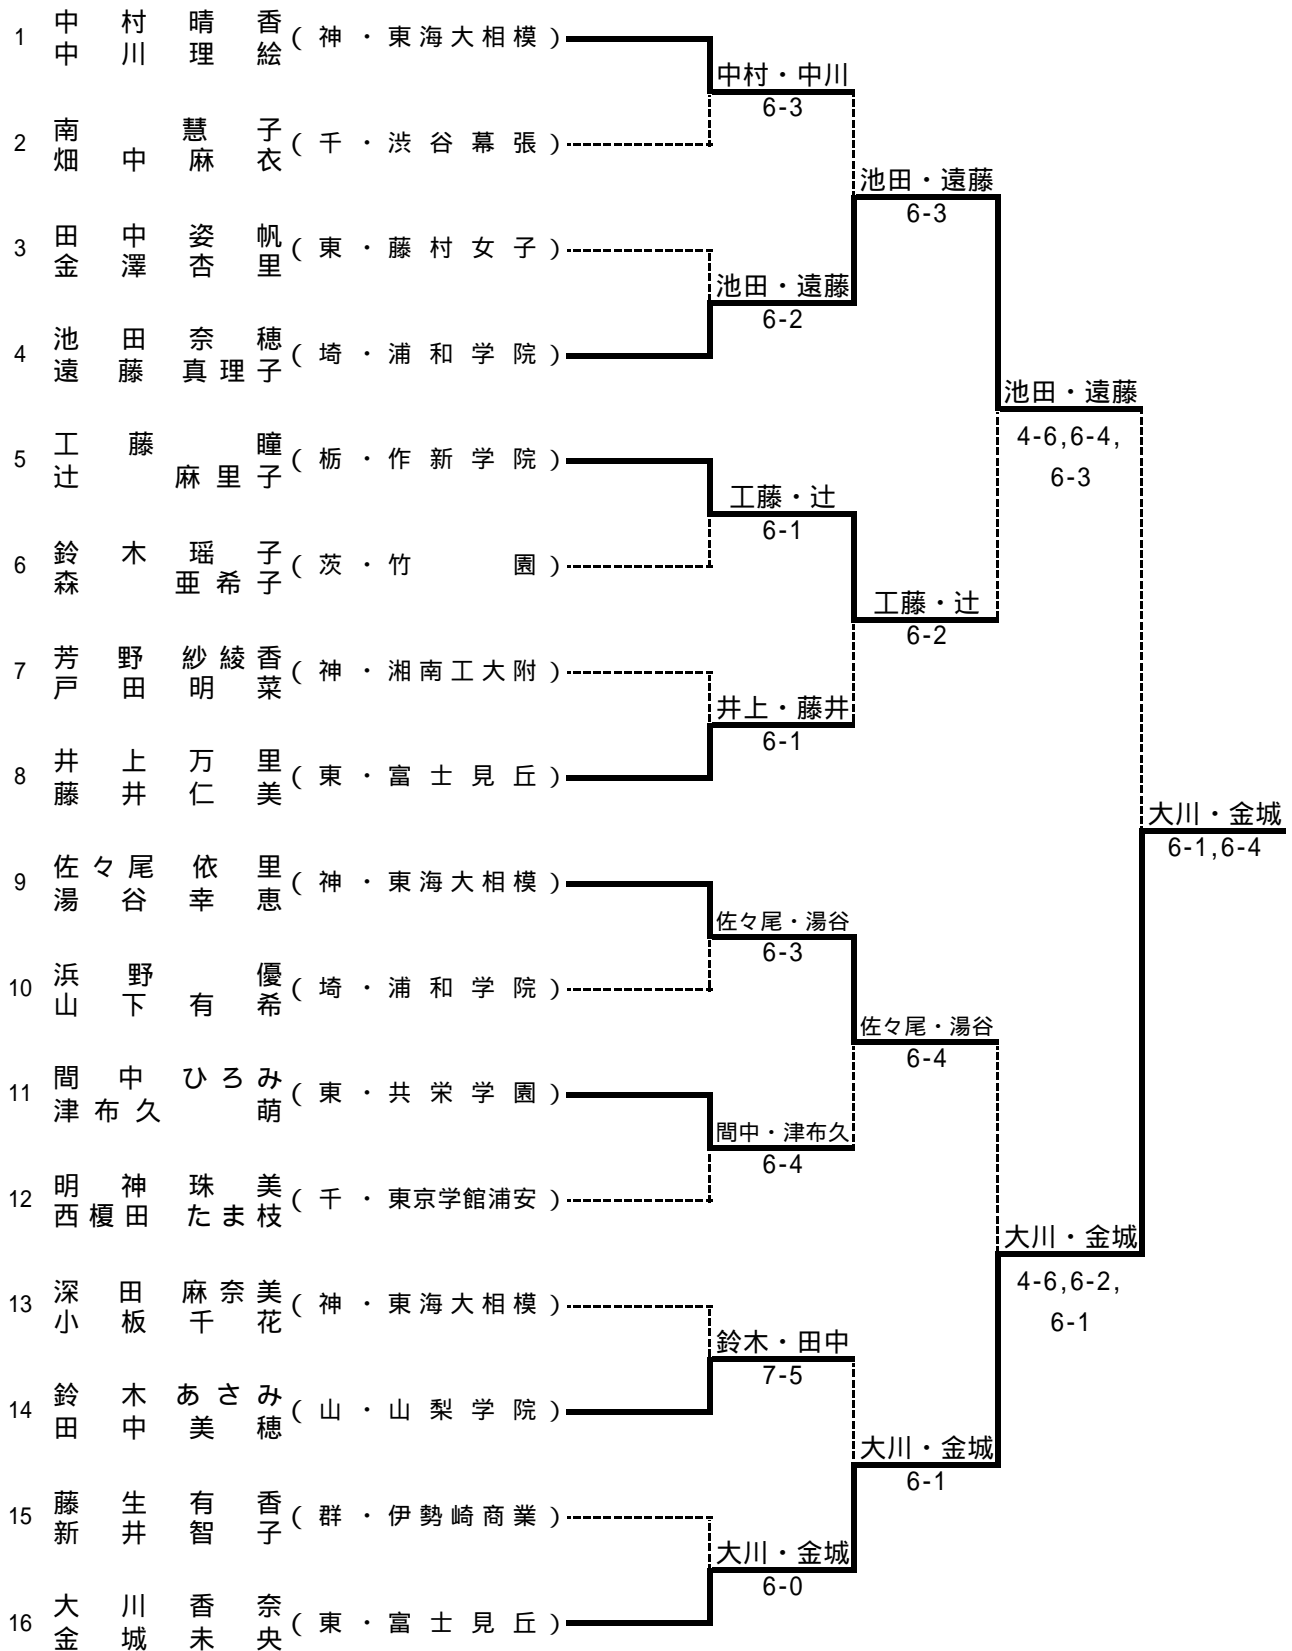 1 中村晴香 (神・東海大相模)
中川理絵
中村・中川
6-3
2 南慧子 (千・渋谷幕張)
畑中麻衣
池田・遠藤
6-3
3 田中姿帆 (東・藤村女子)
金澤杏里
池田・遠藤
6-2
4 池田奈穂 (埼・浦和学院)
遠藤真理子
池田・遠藤
4-6,6-4,
6-3
5 工藤瞳 (栃・作新学院)
辻麻里子
工藤・辻
6-1
6 鈴木瑶子 (茨・竹園)
森亜希子
工藤・辻
6-2
7 芳野紗綾香 (神・湘南工大附)
戸田明菜
井上・藤井
6-1
8 井上万里 (東・富士見丘)
藤井仁美
大川・金城
6-1,6-4
9 佐々尾依里 (神・東海大相模)
湯谷幸恵
佐々尾・湯谷
6-3
10 浜野優 (埼・浦和学院)
山下有希
佐々尾・湯谷
6-4
11 間中ひろみ (東・共栄学園)
津布久萌
間中・津布久
6-4
12 明神珠美 (千・東京学館浦安)
西榎田たま枝
大川・金城
4-6,6-2,
6-1
13 深田麻奈美 (神・東海大相模)
小板千花
鈴木・田中
7-5
14 鈴木あさみ (山・山梨学院)
田中美穂
大川・金城
6-1
15 藤生有香 (群・伊勢崎商業)
新井智子
大川・金城
6-0
16 大川香奈 (東・富士見丘)
金城未央